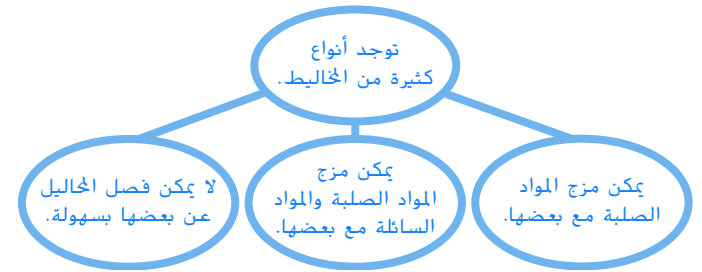 توجد أنواع
كثيرة من المخاليط.
يمكن مزج المواد
الصلبة مع بعضها.
يمكن مزج
المواد الصلبة والمواد
السائلة مع بعضها.
لا يمكن فصل المحاليل
عن بعضها بسهولة.